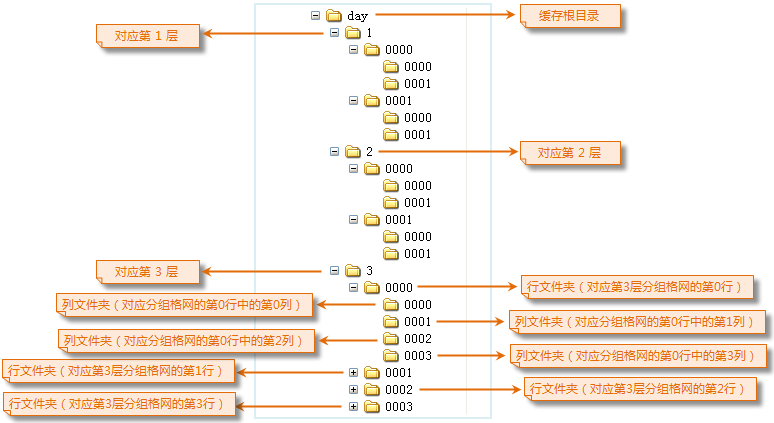 day
缓存根目录
对应第 1 层
1
0000
0000
0001
0001
0000
0001
2
对应第 2 层
0000
0000
0001
0001
0000
0001
对应第 3 层
3
0000
行文件夹（对应第3层分组格网的第0行）
列文件夹（对应分组格网的第0行中的第0列）
0000
0001
列文件夹（对应分组格网的第0行中的第1列）
列文件夹（对应分组格网的第0行中的第2列）
0002
0003
列文件夹（对应分组格网的第0行中的第3列）
行文件夹（对应第3层分组格网的第1行）
0001
0002
行文件夹（对应第3层分组格网的第2行）
行文件夹（对应第3层分组格网的第3行）
0003